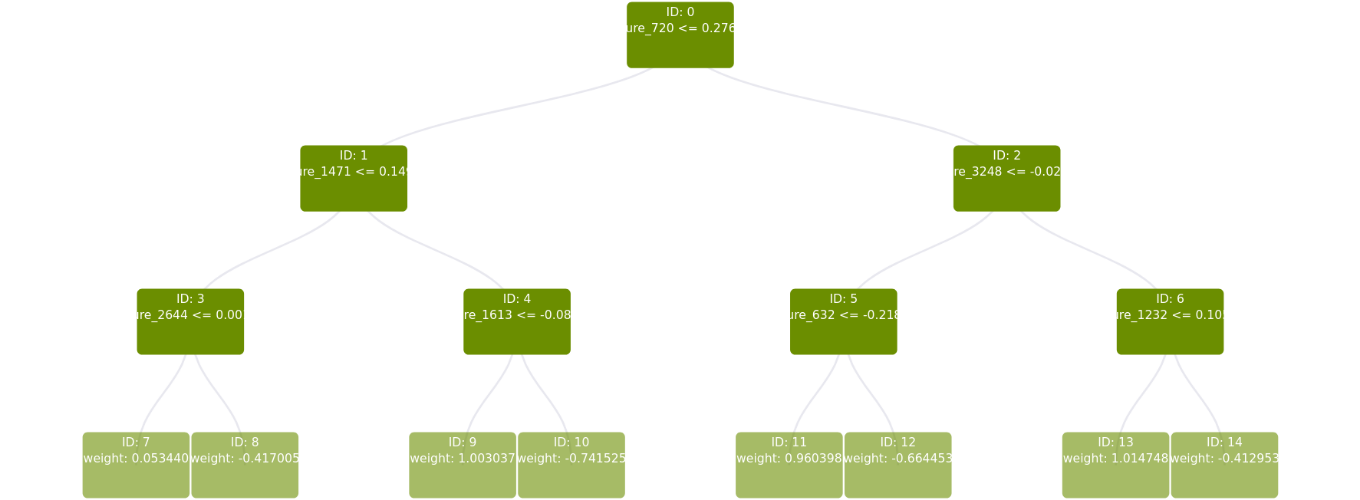 ID: 0
ure_720 <= 0.276
ID: 1
ure_1471 <= 0.149
ID: 2
re_3248 <= -0.02
ID: 3
ure_2644 <= 0.00
ID: 4
re_1613 <= -0.08
ID: 5
ure_632 <= -0.218
ID: 6
ure_1232 <= 0.10
ID: 7
weight: 0.053440
ID: 8
weight: -0.417005
ID: 9
weight: 1.003037
ID: 10
weight: -0.741525
ID: 11
weight: 0.960398
ID: 12
weight: -0.664453
ID: 13
weight: 1.014748
ID: 14
weight: -0.412953